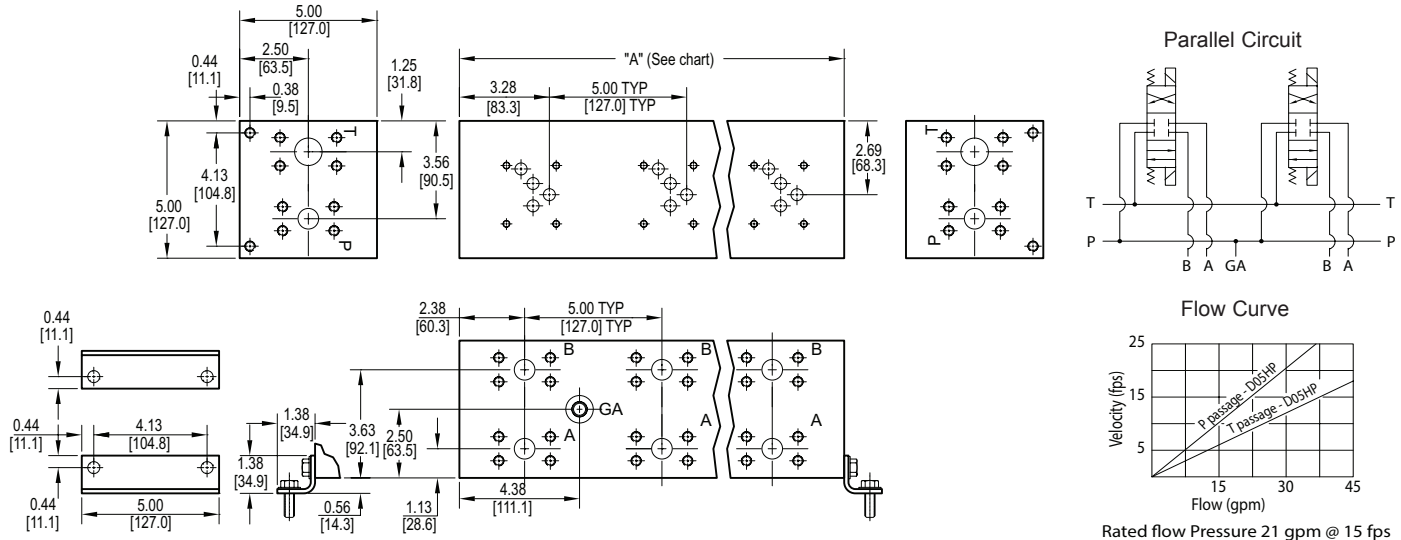 5.00
[127.0]
2.50
[63.5]
0.44
[11.1]
0.38
[9.5]
1.25
[31.8]
4.13
[104.8]
5.00
[127.0]
3.56
[90.5]
T
P
"A" (See chart)
3.28
[83.3]
5.00 TYP
[127.0] TYP
2.69
[68.3]
T
P
Parallel Circuit
T
T
P
P
B A GA
B A
0.44
[11.1]
0.44
[11.1]
4.13
[104.8]
0.44
[11.1]
5.00
[127.0]
1.38
[34.9]
1.38
[34.9]
0.56
[14.3]
2.38
[60.3]
5.00 TYP
[127.0] TYP
B
B
B
GA
A
A
A
3.63
[92.1]
2.50
[63.5]
4.38
[111.1]
1.13
[28.6]
Flow Curve
25
15
5
Velocity (fps)
P passage - D05HP
T passage - D05HP
15
30
45
Flow (gpm)
Rated flow Pressure 21 gpm @ 15 fps